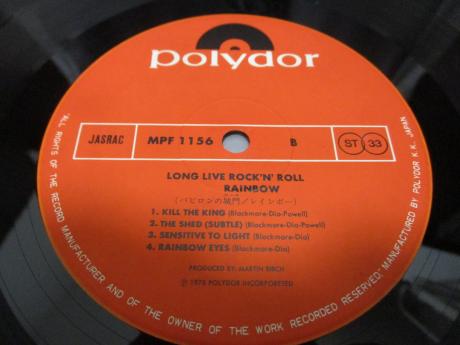 polydor
JASRAC MPF 1156 B ST 33
LONG LIVE ROCK'N' ROLL
RAINBOW
(バビロンの城門/レインボー)
1. KILL THE KING (Blackmore-Dio-Powell)
2. THE SHED (SUBTLE) (Blackmore-Dio-Powell)
3. SENSITIVE TO LIGHT (Blackmore-Dio)
4. RAINBOW EYES (Blackmore-Dio)
PRODUCED BY: MARTIN BIRCH
Ⓟ 1978 POLYDOR INCORPORETED
ALL RIGHTS OF THE RECORD MANUFACTURER AND OF THE OWNER OF THE WORK RECORDED RESERVED. MANUFACTURED BY POLYDOR K.K. JAPAN